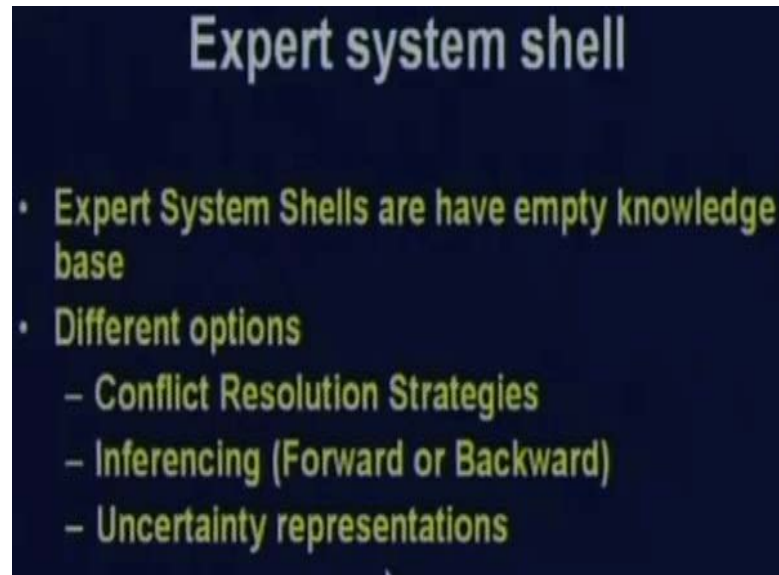 Expert system shell
• Expert System Shells are have empty knowledge
base
• Different options
– Conflict Resolution Strategies
– Inferencing (Forward or Backward)
– Uncertainty representations